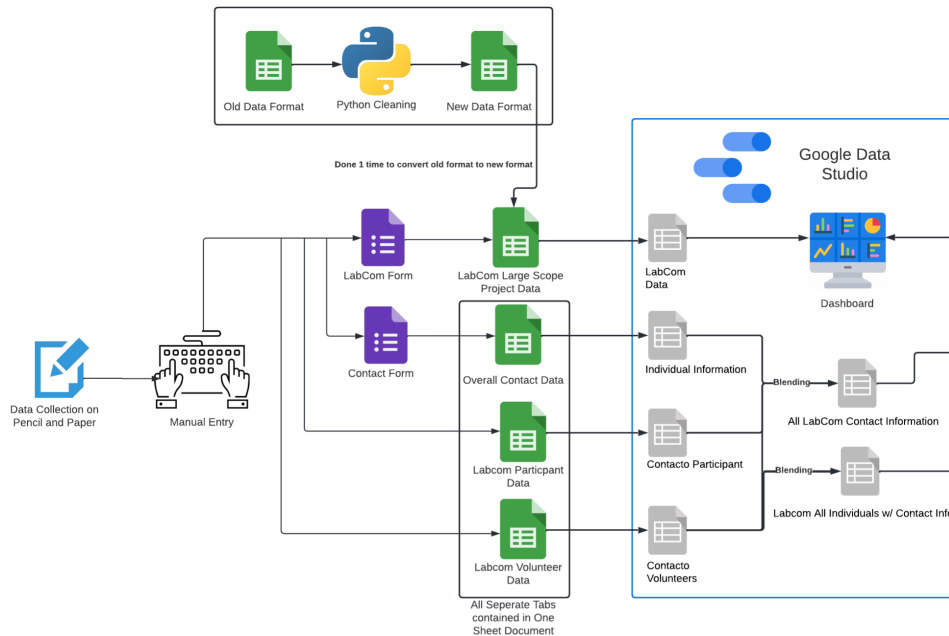 Old Data Format
Python Cleaning
New Data Format
Done 1 time to convert old format to new format
Google Data
Studio
LabCom Form
LabCom Large Scope
Project Data
LabCom
Data
Dashboard
Contact Form
Overall Contact Data
Individual Information
Blending
All LabCom Contact Information
Data Collection on
Pencil and Paper
Manual Entry
Labcom Particpant
Data
Contacto Participant
Blending
Labcom All Individuals w/ Contact Info
Labcom Volunteer
Data
Contacto
Volunteers
All Seperate Tabs
contained in One
Sheet Document